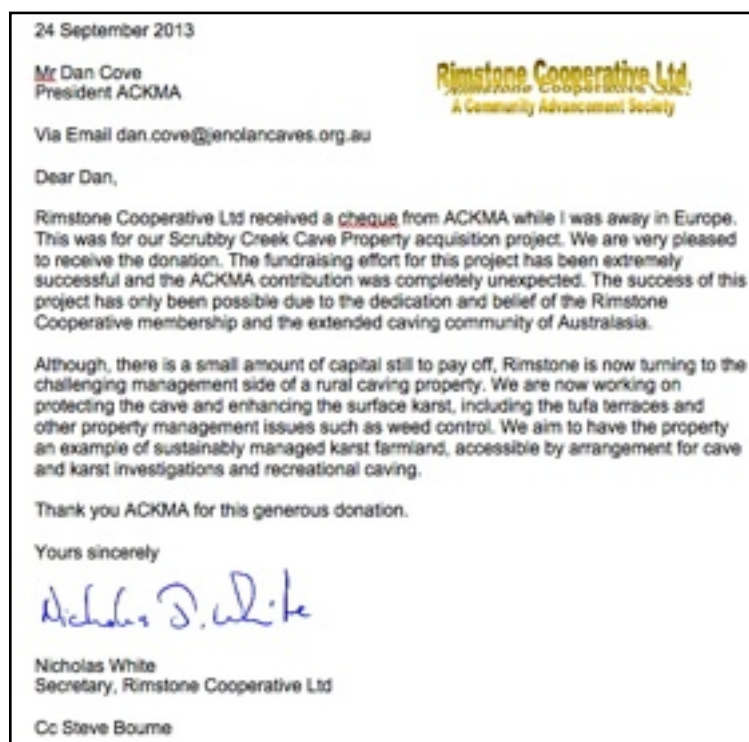 24 September 2013
Mr Dan Cove
President ACKMA
Rimstone Cooperative Ltd.
A Community Advancement Society
Via Email dan.cove@jenolancaves.org.au
Dear Dan,
Rimstone Cooperative Ltd received a cheque from ACKMA while I was away in Europe.
This was for our Scrubby Creek Cave Property acquisition project. We are very pleased
to receive the donation. The fundraising effort for this project has been extremely
successful and the ACKMA contribution was completely unexpected. The success of this
project has only been possible due to the dedication and belief of the Rimstone
Cooperative membership and the extended caving community of Australasia.
Although, there is a small amount of capital still to pay off, Rimstone is now turning to the
challenging management side of a rural caving property. We are now working on
protecting the cave and enhancing the surface karst, including the tufa terraces and
other property management issues such as weed control. We aim to have the property
an example of sustainably managed karst farmland, accessible by arrangement for cave
and karst investigations and recreational caving.
Thank you ACKMA for this generous donation.
Yours sincerely
Nicholas J. White
Nicholas White
Secretary, Rimstone Cooperative Ltd
Cc Steve Bourne